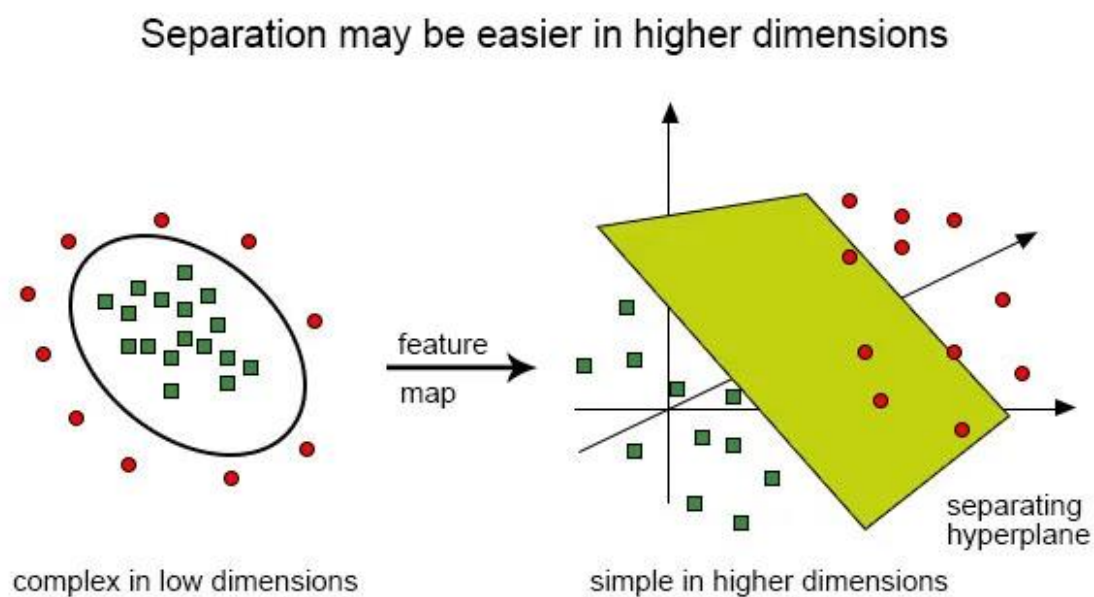 Separation may be easier in higher dimensions
feature
map
separating
hyperplane
complex in low dimensions
simple in higher dimensions